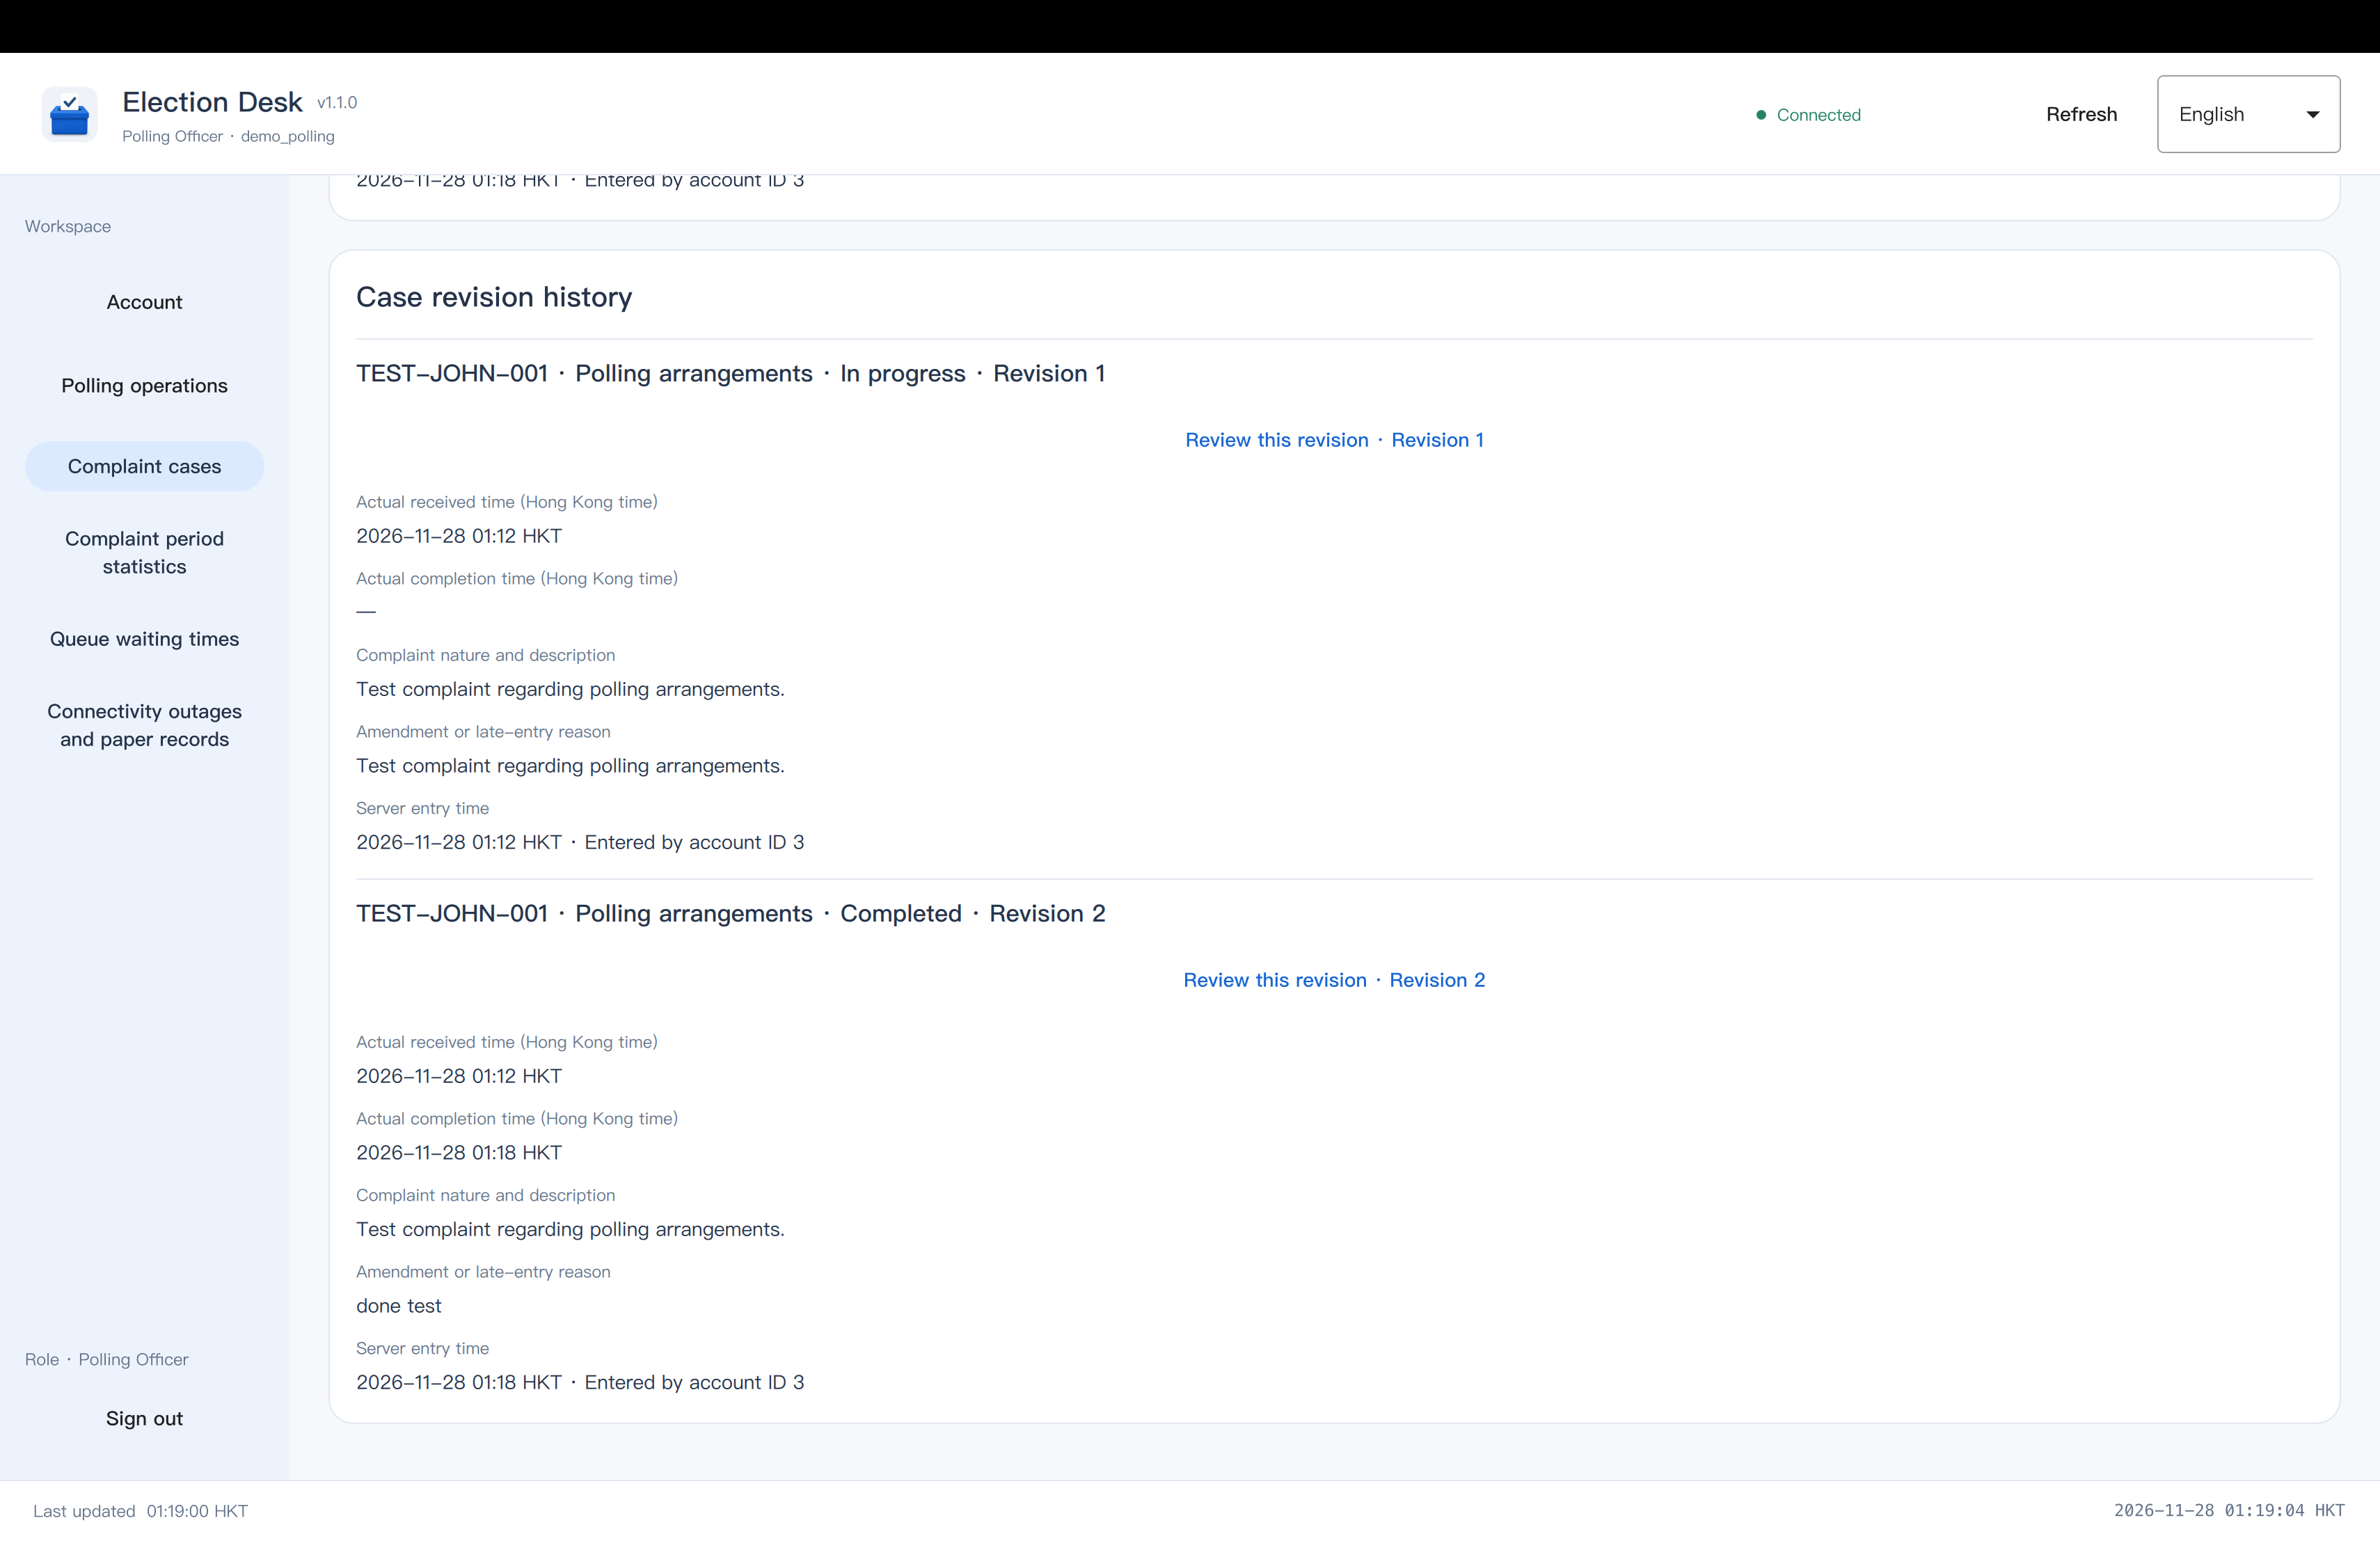 Election Desk v1.1.0
Polling Officer · demo_polling
Connected
Refresh
English
Workspace
Account
Polling operations
Complaint cases
Complaint period
statistics
Queue waiting times
Connectivity outages
and paper records
Role · Polling Officer
Sign out
2026-11-28 01:18 HKT · Entered by account ID 3
Case revision history
TEST-JOHN-001 · Polling arrangements · In progress · Revision 1
Review this revision · Revision 1
Actual received time (Hong Kong time)
2026-11-28 01:12 HKT
Actual completion time (Hong Kong time)
—
Complaint nature and description
Test complaint regarding polling arrangements.
Amendment or late-entry reason
Test complaint regarding polling arrangements.
Server entry time
2026-11-28 01:12 HKT · Entered by account ID 3
TEST-JOHN-001 · Polling arrangements · Completed · Revision 2
Review this revision · Revision 2
Actual received time (Hong Kong time)
2026-11-28 01:12 HKT
Actual completion time (Hong Kong time)
2026-11-28 01:18 HKT
Complaint nature and description
Test complaint regarding polling arrangements.
Amendment or late-entry reason
done test
Server entry time
2026-11-28 01:18 HKT · Entered by account ID 3
Last updated 01:19:00 HKT
2026-11-28 01:19:04 HKT